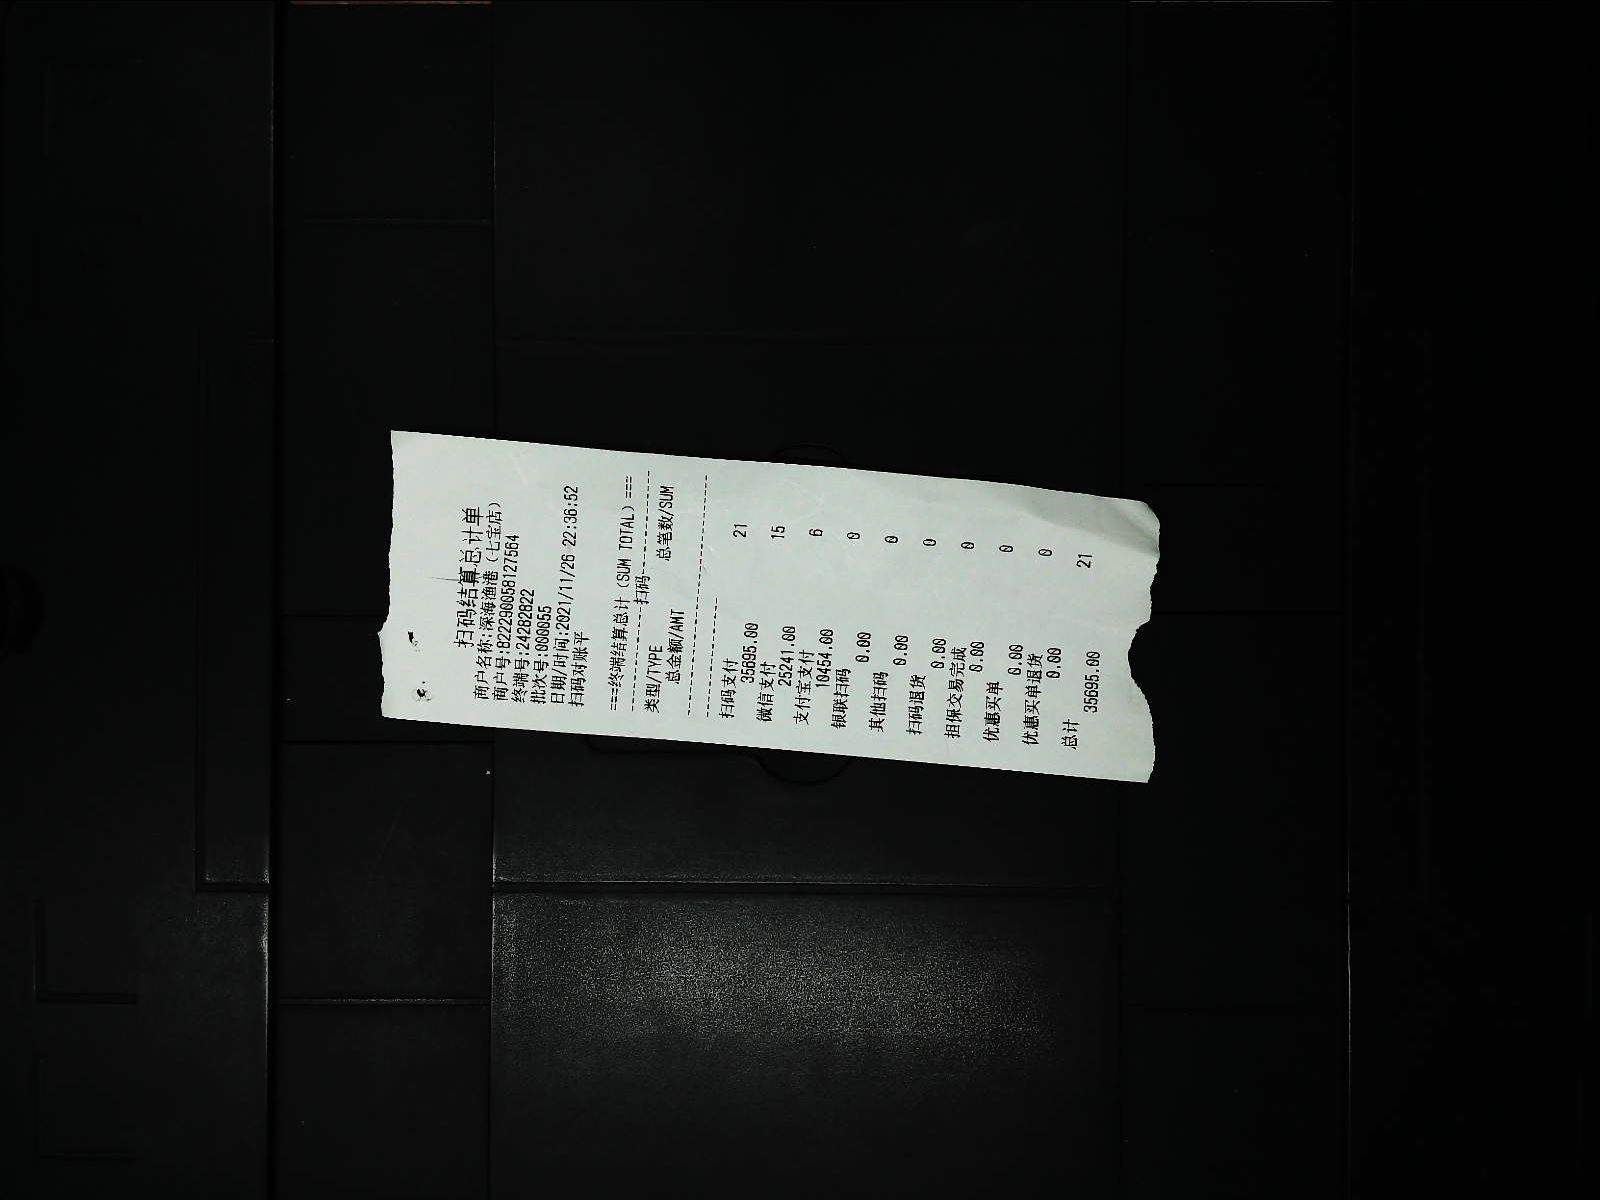 扫码结算总计单
商户名称:深海渔港（七宝店）
商户号:822290058127564
终端号:24282822
批次号:000055
日期/时间:2021/11/26 22:36:52
扫码对账平
===终端结算总计（SUM TOTAL）===
----------------扫码----------------
类型/TYPE 总笔数/SUM
总金额/AMT
扫码支付 21
35695.00
微信支付 15
25241.00
支付宝支付 6
10454.00
银联扫码 0
0.00
其他扫码 0
0.00
扫码退货 0
0.00
担保交易完成 0
0.00
优惠买单 0
0.00
优惠买单退货 0
0.00
总计 21
35695.00